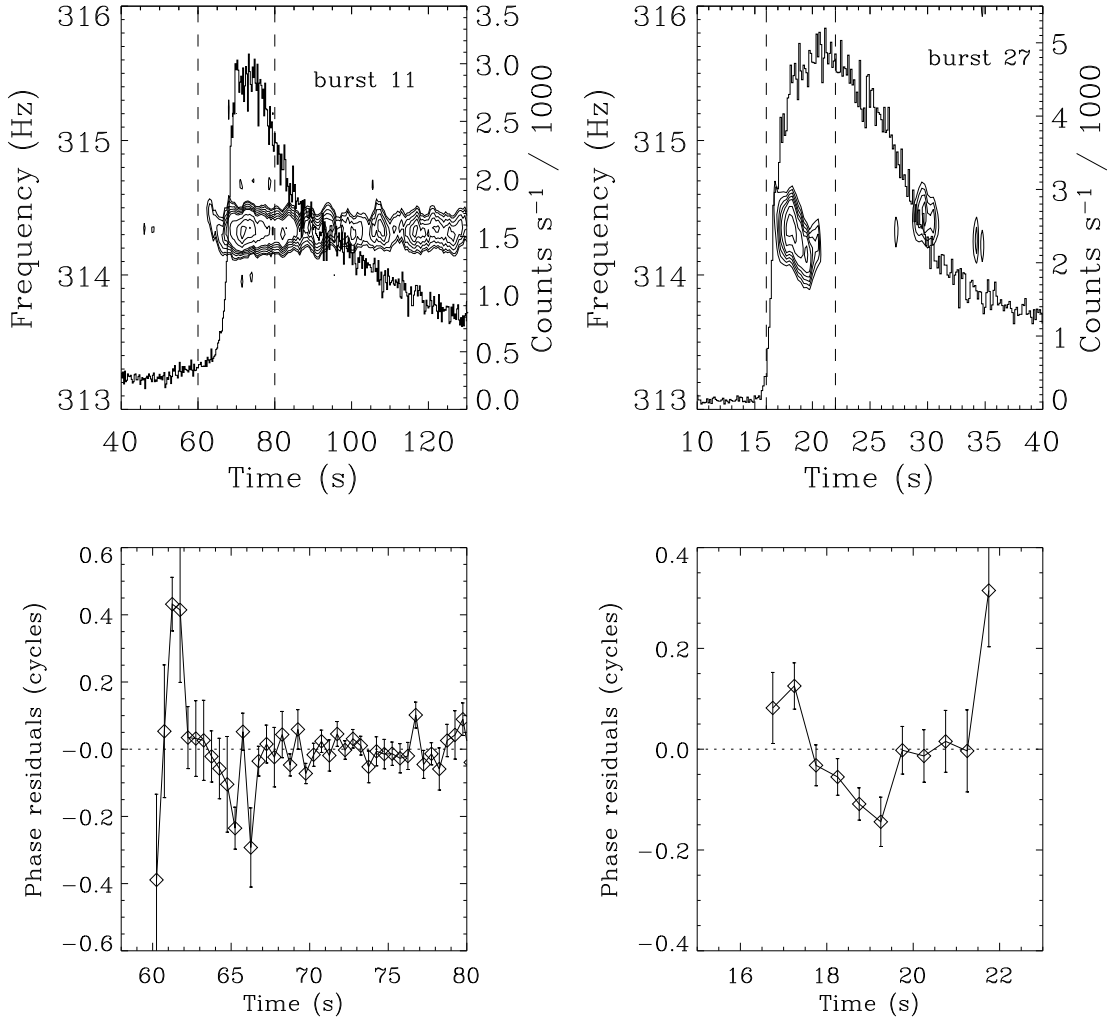 316
315
314
313
Frequency (Hz)
burst 11
3.5
3.0
2.5
2.0
1.5
1.0
0.5
0.0
Counts s⁻¹ / 1000
40 60 80 100 120
Time (s)
316
315
314
313
Frequency (Hz)
burst 27
5
4
3
2
1
0
Counts s⁻¹ / 1000
10 15 20 25 30 35 40
Time (s)
0.6
0.4
0.2
−0.0
−0.2
−0.4
−0.6
Phase residuals (cycles)
60 65 70 75 80
Time (s)
0.4
0.2
0.0
−0.2
−0.4
Phase residuals (cycles)
16 18 20 22
Time (s)